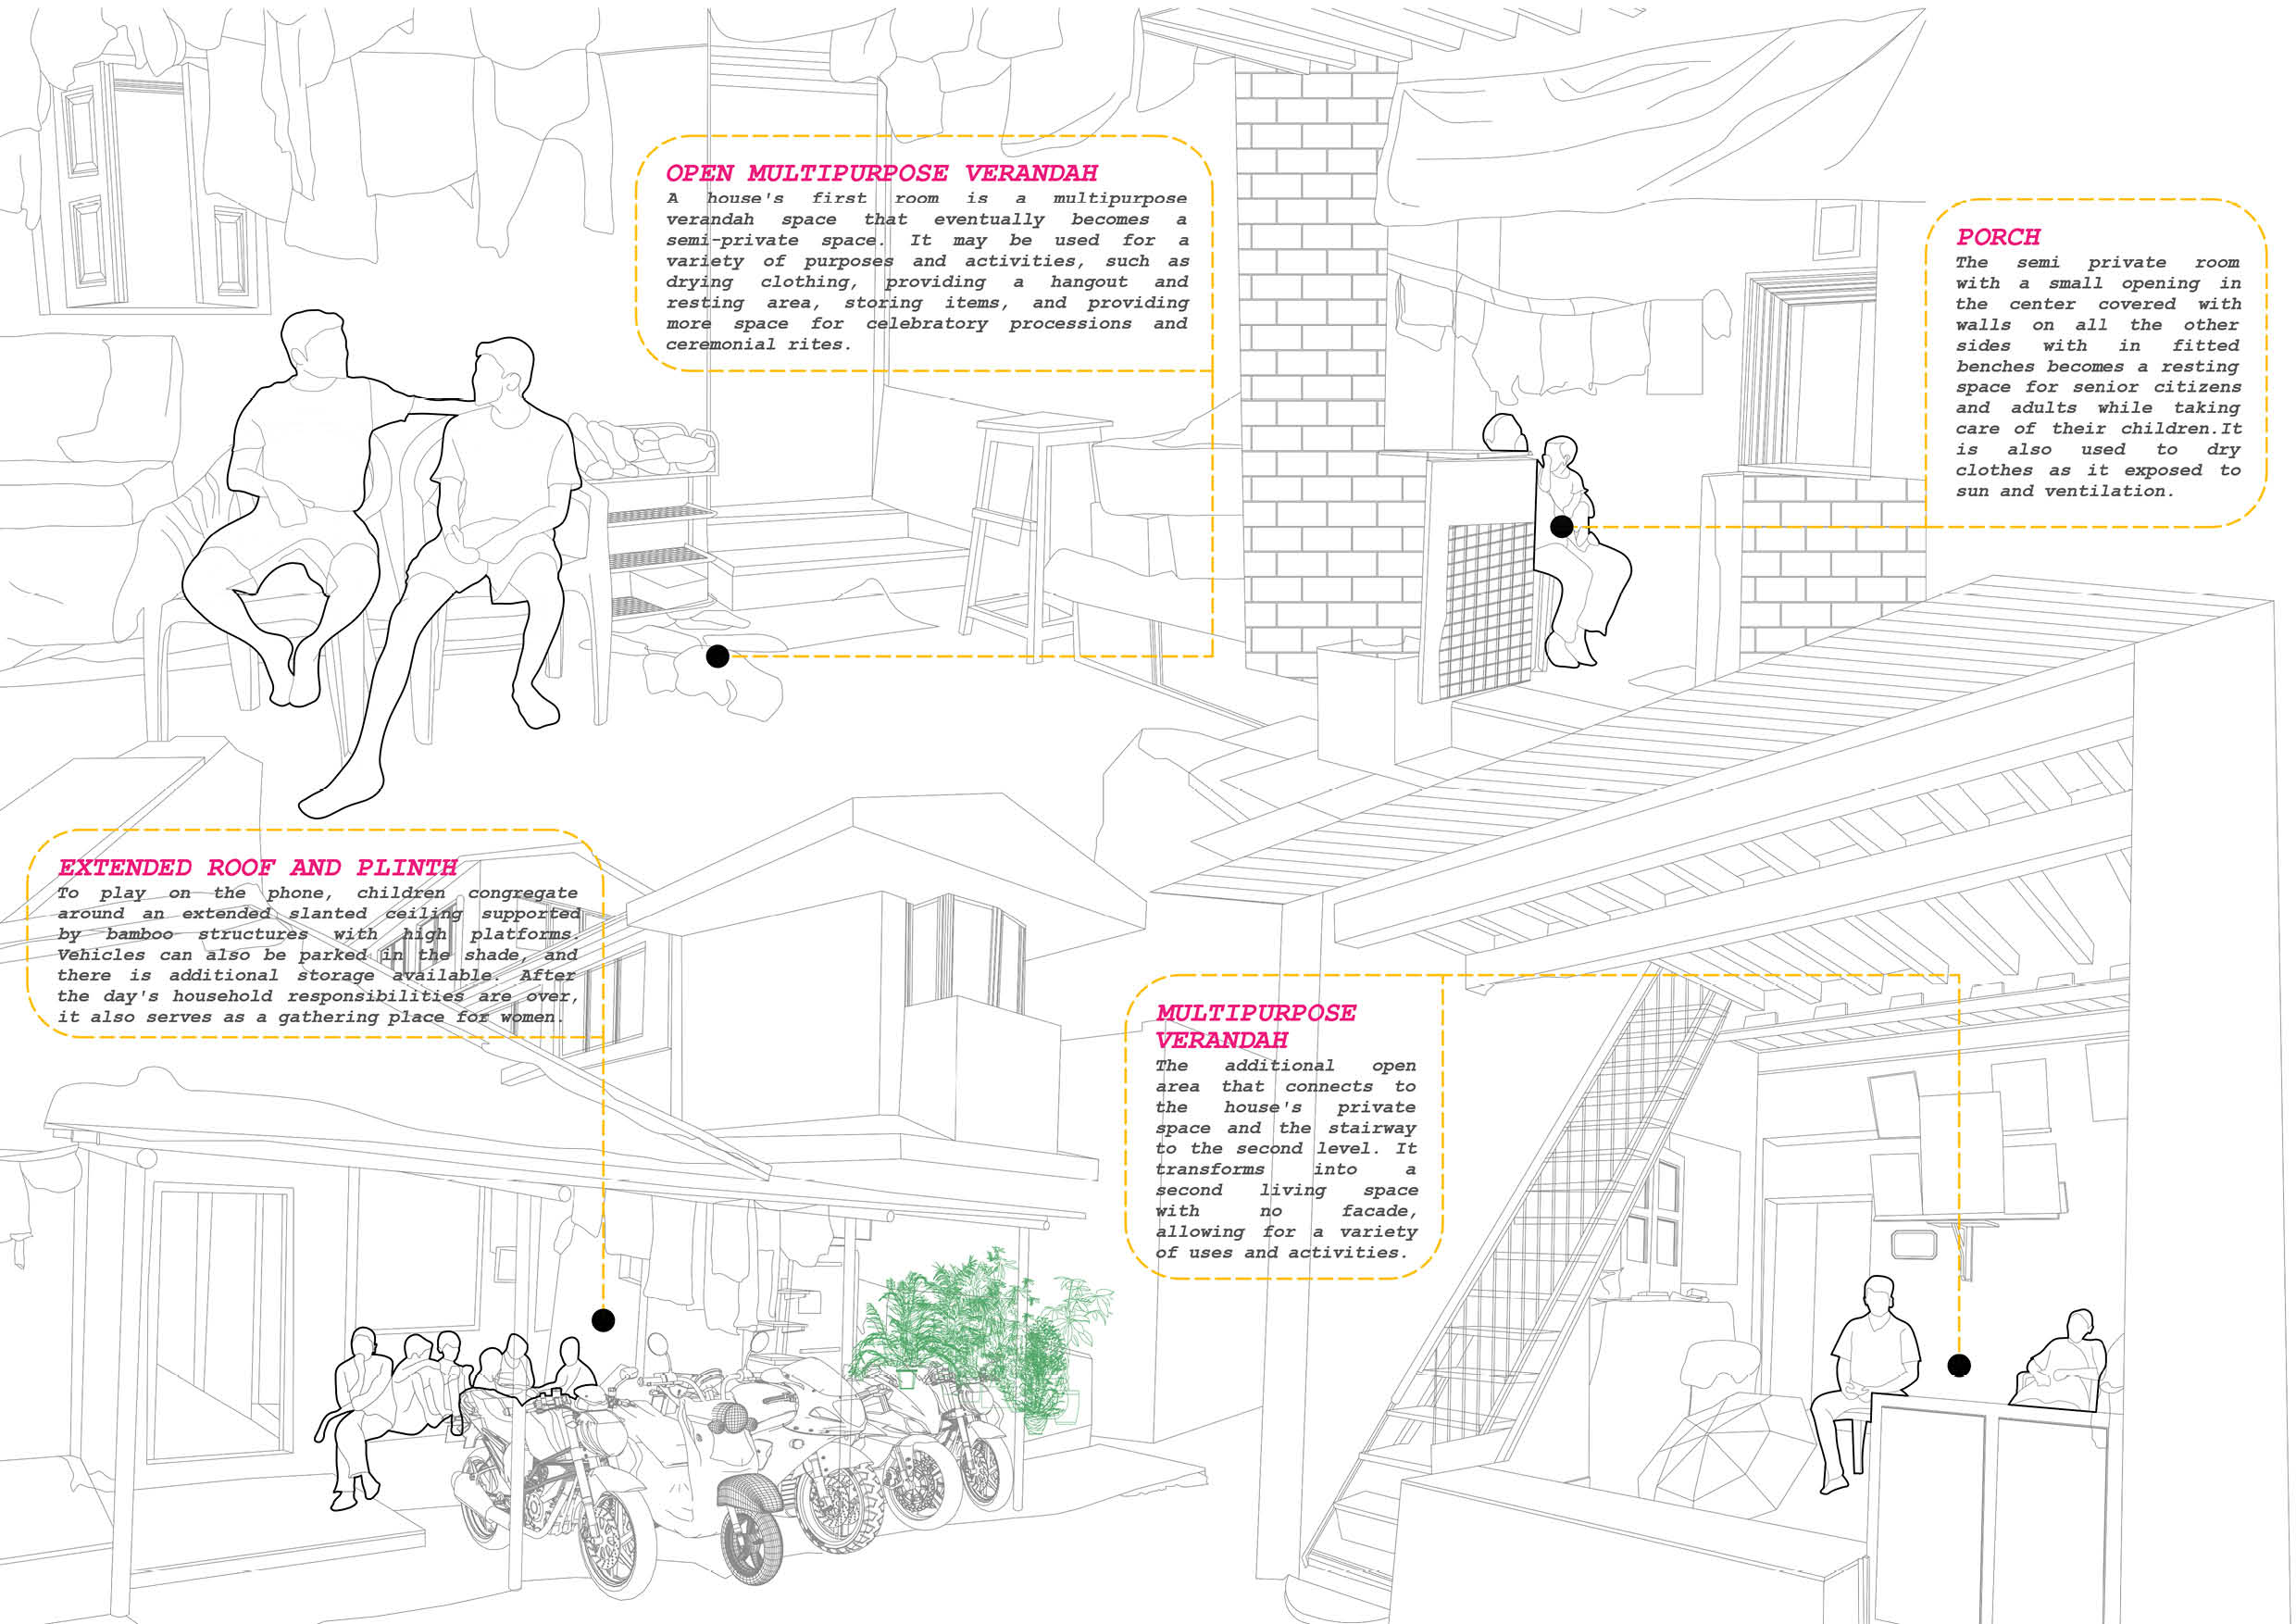 OPEN MULTIPURPOSE VERANDAH
A house's first room is a multipurpose
verandah space that eventually becomes a
semi-private space. It may be used for a
variety of purposes and activities, such as
drying clothing, providing a hangout and
resting area, storing items, and providing
more space for celebratory processions and
ceremonial rites.
PORCH
The semi private room
with a small opening in
the center covered with
walls on all the other
sides with in fitted
benches becomes a resting
space for senior citizens
and adults while taking
care of their children.It
is also used to dry
clothes as it exposed to
sun and ventilation.
EXTENDED ROOF AND PLINTH
To play on the phone, children congregate
around an extended slanted ceiling supported
by bamboo structures with high platforms.
Vehicles can also be parked in the shade, and
there is additional storage available. After
the day's household responsibilities are over,
it also serves as a gathering place for women.
MULTIPURPOSE
VERANDAH
The additional open
area that connects to
the house's private
space and the stairway
to the second level. It
transforms into a
second living space
with no facade,
allowing for a variety
of uses and activities.